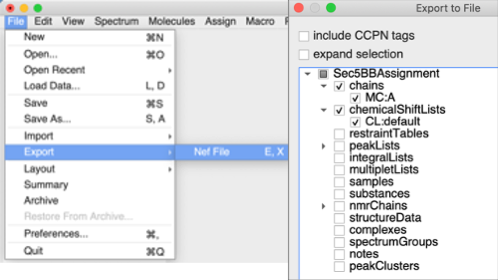 File Edit View Spectrum Molecules Assign Macro
New ⌘N
Open... ⌘O
Open Recent
Load Data... L, D
Save ⌘S
Save As... S, A
Import
Export
Nef File E, X
Layout
Summary
Archive
Restore From Archive...
Preferences... ⌘,
Quit ⌘Q
Export to File
include CCPN tags
expand selection
Sec5BBAssignment
chains
MC:A
chemicalShiftLists
CL:default
restraintTables
peakLists
integralLists
multipletLists
samples
substances
nmrChains
structureData
complexes
spectrumGroups
notes
peakClusters